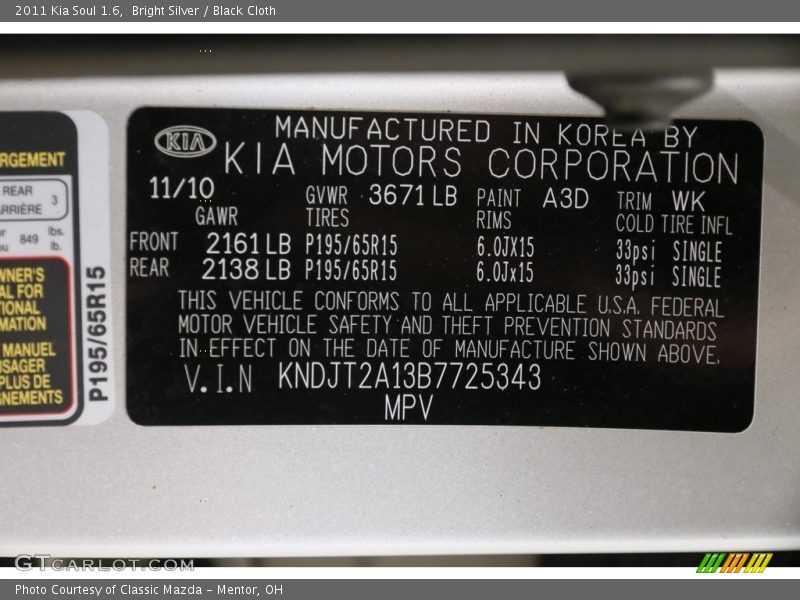 2011 Kia Soul 1.6, Bright Silver / Black Cloth
RGEMENT
REAR
ARRIÈRE 3
849 lbs.
lb.
WNER'S
AL FOR
TIONAL
MATION
MANUEL
USAGER
PLUS DE
GNEMENTS
P195/65R15
KIA
MANUFACTURED IN KOREA BY
KIA MOTORS CORPORATION
11/10 GVWR 3671 LB PAINT A3D TRIM WK
GAWR TIRES RIMS COLD TIRE INFL
FRONT 2161 LB P195/65R15 6.0JX15 33psi SINGLE
REAR 2138 LB P195/65R15 6.0Jx15 33psi SINGLE
THIS VEHICLE CONFORMS TO ALL APPLICABLE U.S.A. FEDERAL
MOTOR VEHICLE SAFETY AND THEFT PREVENTION STANDARDS
IN EFFECT ON THE DATE OF MANUFACTURE SHOWN ABOVE.
V.I.N KNDJT2A13B7725343
MPV
GTCARLOT.COM
Photo Courtesy of Classic Mazda - Mentor, OH